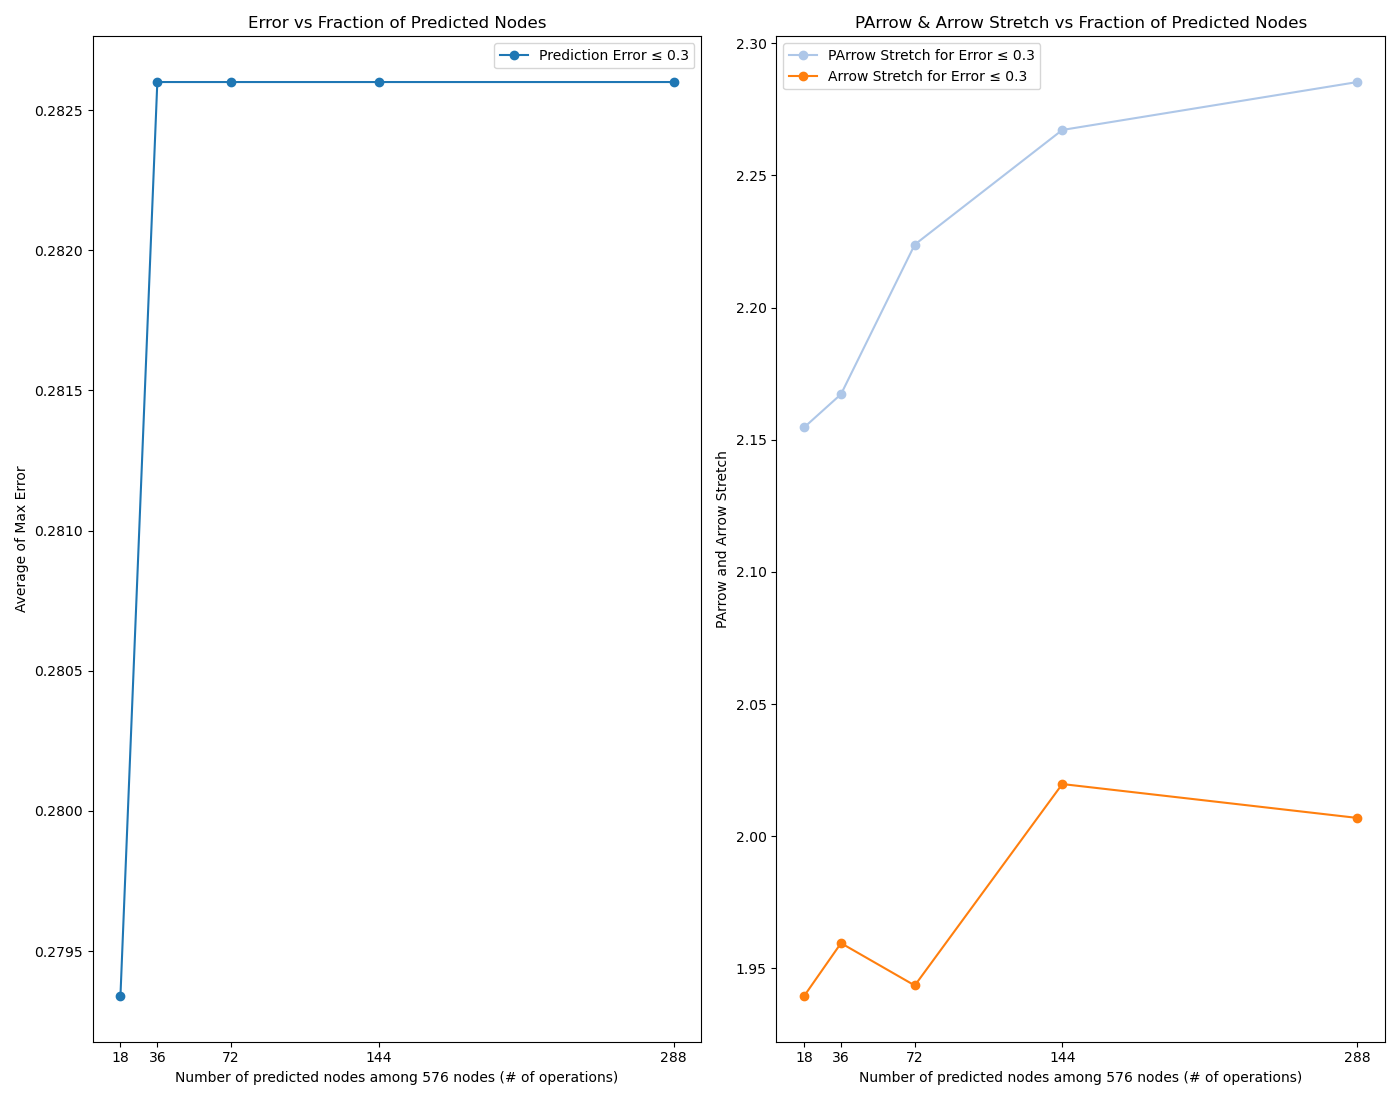 Error vs Fraction of Predicted Nodes
Prediction Error ≤ 0.3
0.2825
0.2820
0.2815
0.2810
0.2805
0.2800
0.2795
Average of Max Error
18 36 72 144 288
Number of predicted nodes among 576 nodes (# of operations)
PArrow & Arrow Stretch vs Fraction of Predicted Nodes
PArrow Stretch for Error ≤ 0.3
Arrow Stretch for Error ≤ 0.3
2.30
2.25
2.20
2.15
2.10
2.05
2.00
1.95
PArrow and Arrow Stretch
18 36 72 144 288
Number of predicted nodes among 576 nodes (# of operations)